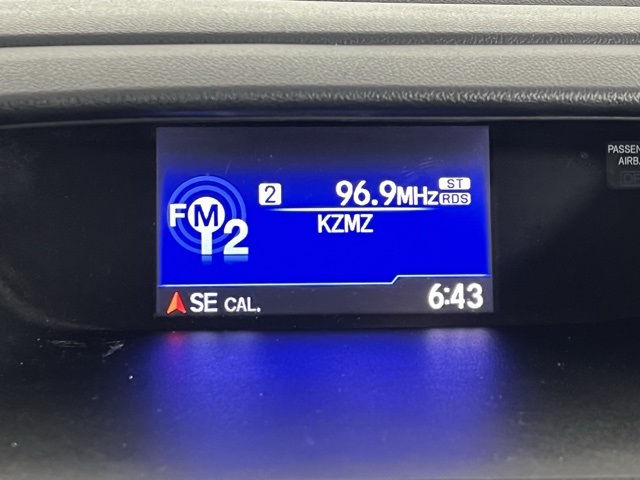 PASSEN
AIRB
2 96.9MHz ST
RDS
FM2
KZMZ
SE CAL.
6:43